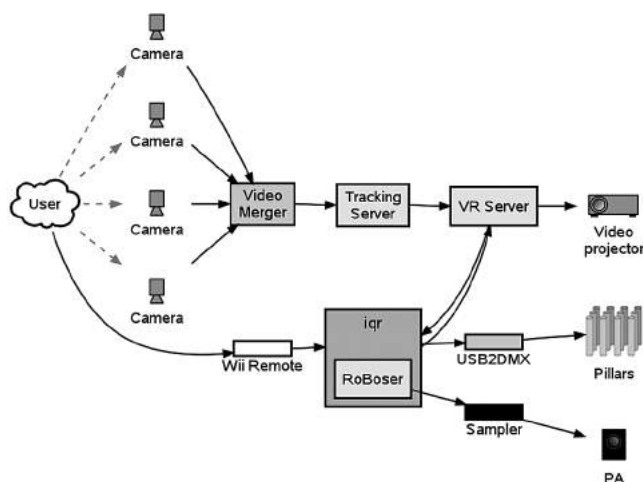 Camera
Camera
User
Camera
Camera
Video
Merger
Tracking
Server
VR Server
Video
projector
iqr
Wii Remote
RoBoser
USB2DMX
Pillars
Sampler
PA